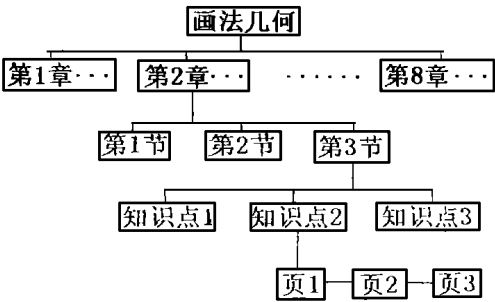 画法几何
第1章··· 第2章··· ······ 第8章···
第1节 第2节 第3节
知识点1 知识点2 知识点3
页1 页2 页3